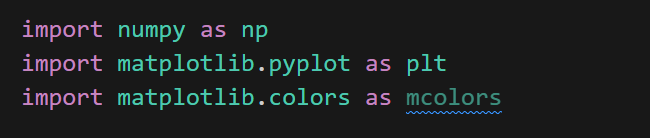 import numpy as np
import matplotlib.pyplot as plt
import matplotlib.colors as mcolors